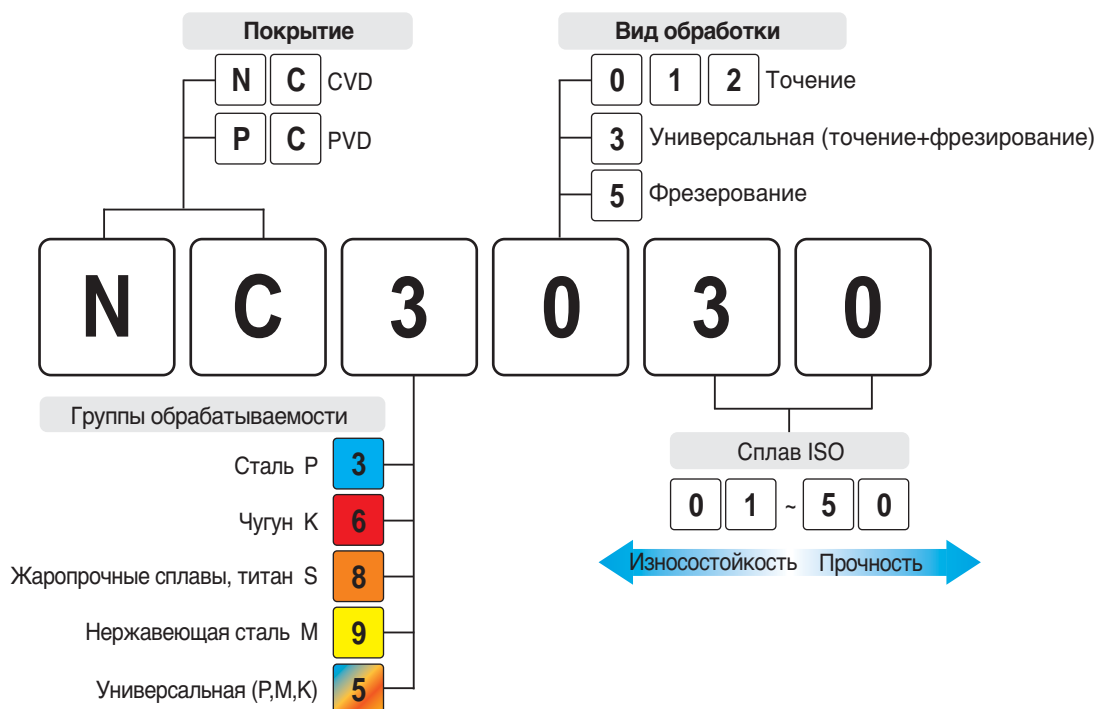 Покрытие
N C CVD
P C PVD
Вид обработки
0 1 2 Точение
3 Универсальная (точение+фрезирование)
5 Фрезерование
N C 3 0 3 0
Группы обрабатываемости
Сталь P 3
Чугун K 6
Жаропрочные сплавы, титан S 8
Нержавеющая сталь M 9
Универсальная (P,M,K) 5
Сплав ISO
0 1 ~ 5 0
Износостойкость Прочность